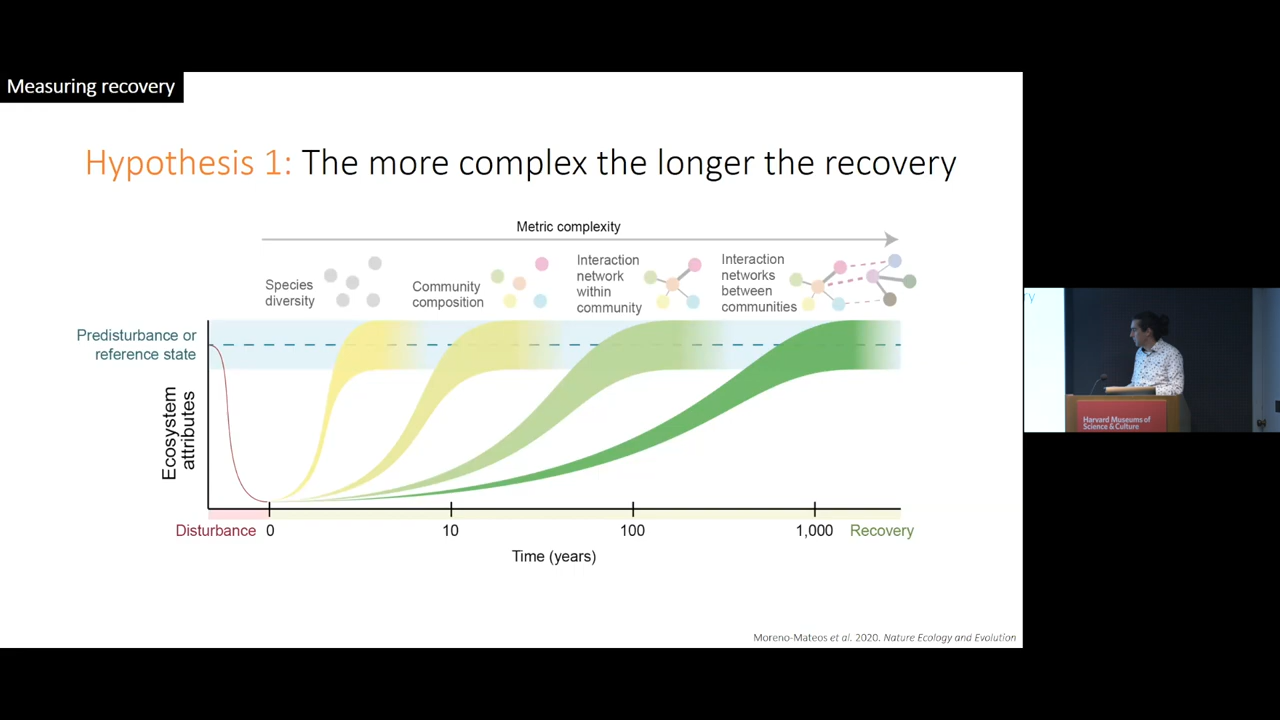 Measuring recovery
Hypothesis 1: The more complex the longer the recovery
Metric complexity
Species
diversity
Community
composition
Interaction
network
within
community
Interaction
networks
between
communities
Predisturbance or
reference state
Ecosystem
attributes
Disturbance 0 10 100 1,000 Recovery
Time (years)
Moreno-Mateos et al. 2020. Nature Ecology and Evolution
ry
Harvard Museums of
Science & Culture